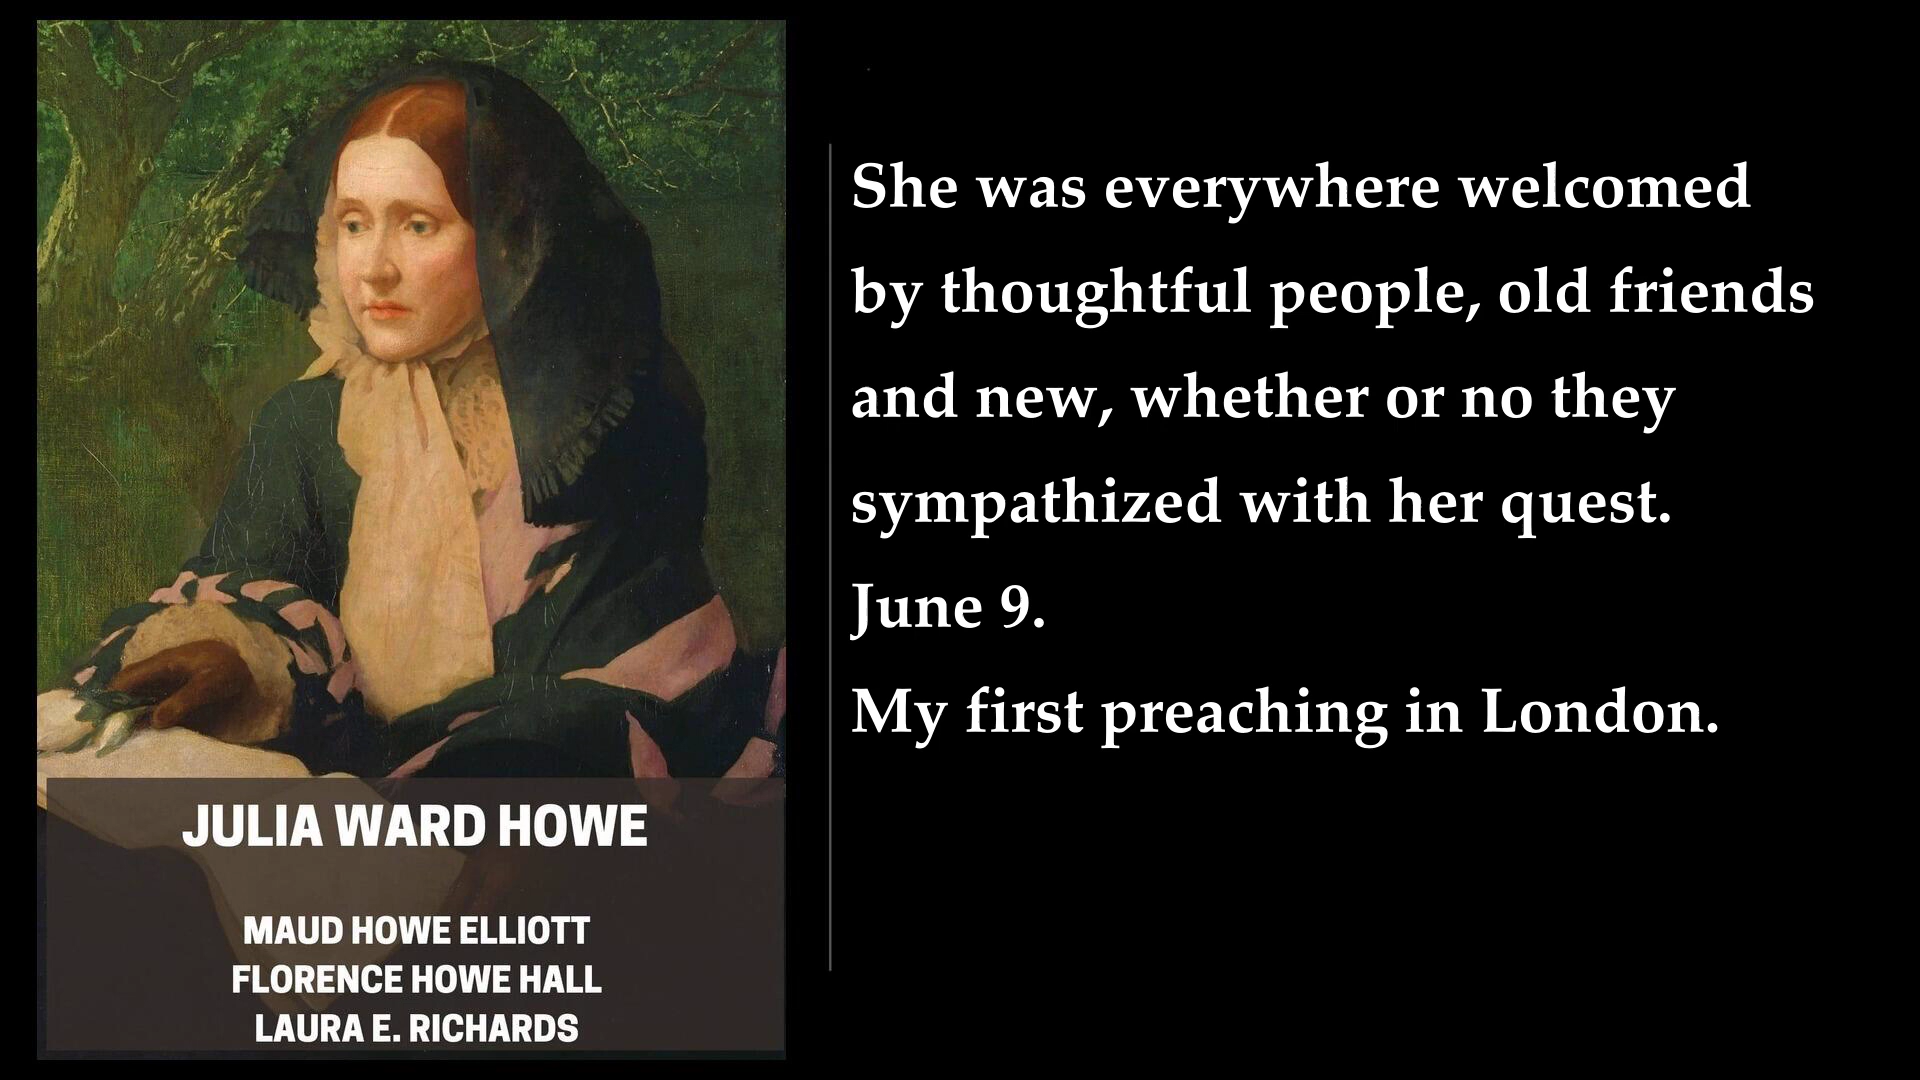 JULIA WARD HOWE
MAUD HOWE ELLIOTT
FLORENCE HOWE HALL
LAURA E. RICHARDS
She was everywhere welcomed
by thoughtful people, old friends
and new, whether or no they
sympathized with her quest.
June 9.
My first preaching in London.